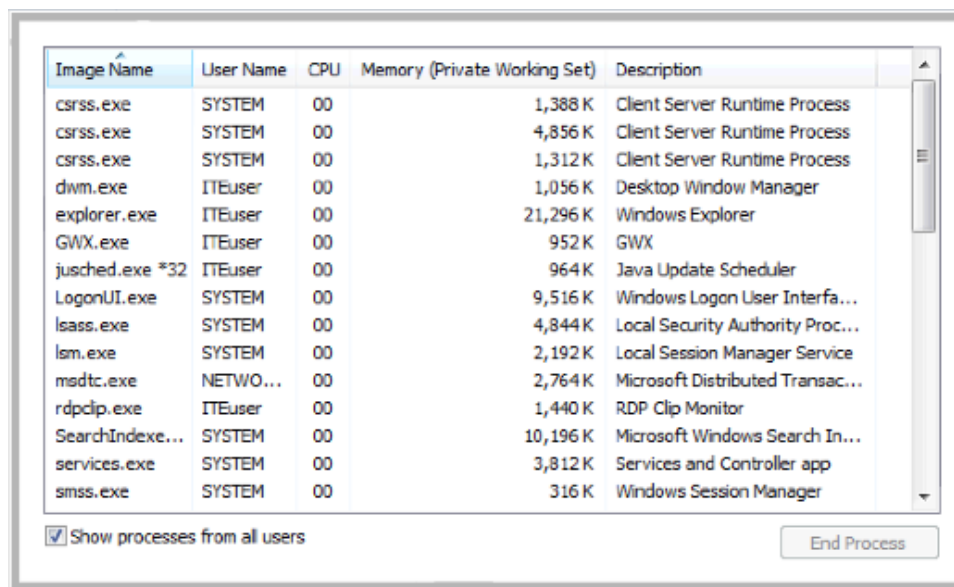 Image Name User Name CPU Memory (Private Working Set) Description
csrss.exe SYSTEM 00 1,388 K Client Server Runtime Process
csrss.exe SYSTEM 00 4,856 K Client Server Runtime Process
csrss.exe SYSTEM 00 1,312 K Client Server Runtime Process
dwm.exe ITEuser 00 1,056 K Desktop Window Manager
explorer.exe ITEuser 00 21,296 K Windows Explorer
GWX.exe ITEuser 00 952 K GWX
jusched.exe *32 ITEuser 00 964 K Java Update Scheduler
LogonUI.exe SYSTEM 00 9,516 K Windows Logon User Interfa...
lsass.exe SYSTEM 00 4,844 K Local Security Authority Proc...
lsm.exe SYSTEM 00 2,192 K Local Session Manager Service
msdtc.exe NETWO... 00 2,764 K Microsoft Distributed Transac...
rdpclip.exe ITEuser 00 1,440 K RDP Clip Monitor
SearchIndexe... SYSTEM 00 10,196 K Microsoft Windows Search In...
services.exe SYSTEM 00 3,812 K Services and Controller app
smss.exe SYSTEM 00 316 K Windows Session Manager
Show processes from all users
End Process